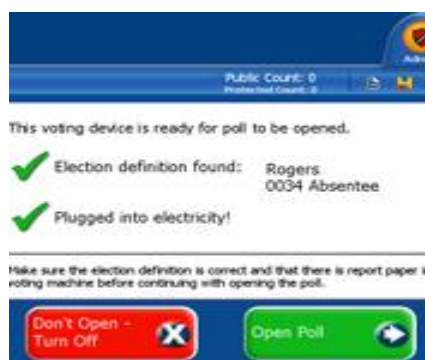 Public Count: 0
Protected Count: 0
This voting device is ready for poll to be opened.
Election definition found: Rogers
0034 Absentee
Plugged into electricity!
Make sure the election definition is correct and that there is report paper
voting machine before continuing with opening the poll.
Don't Open -
Turn Off
Open Poll